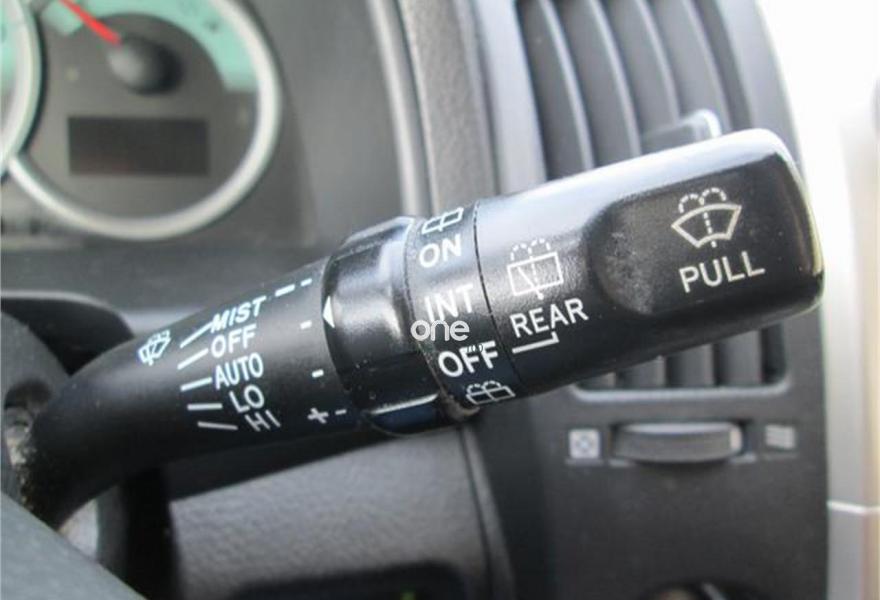 MIST
OFF
AUTO
LO
HI
ON
INT
OFF
REAR
PULL
one